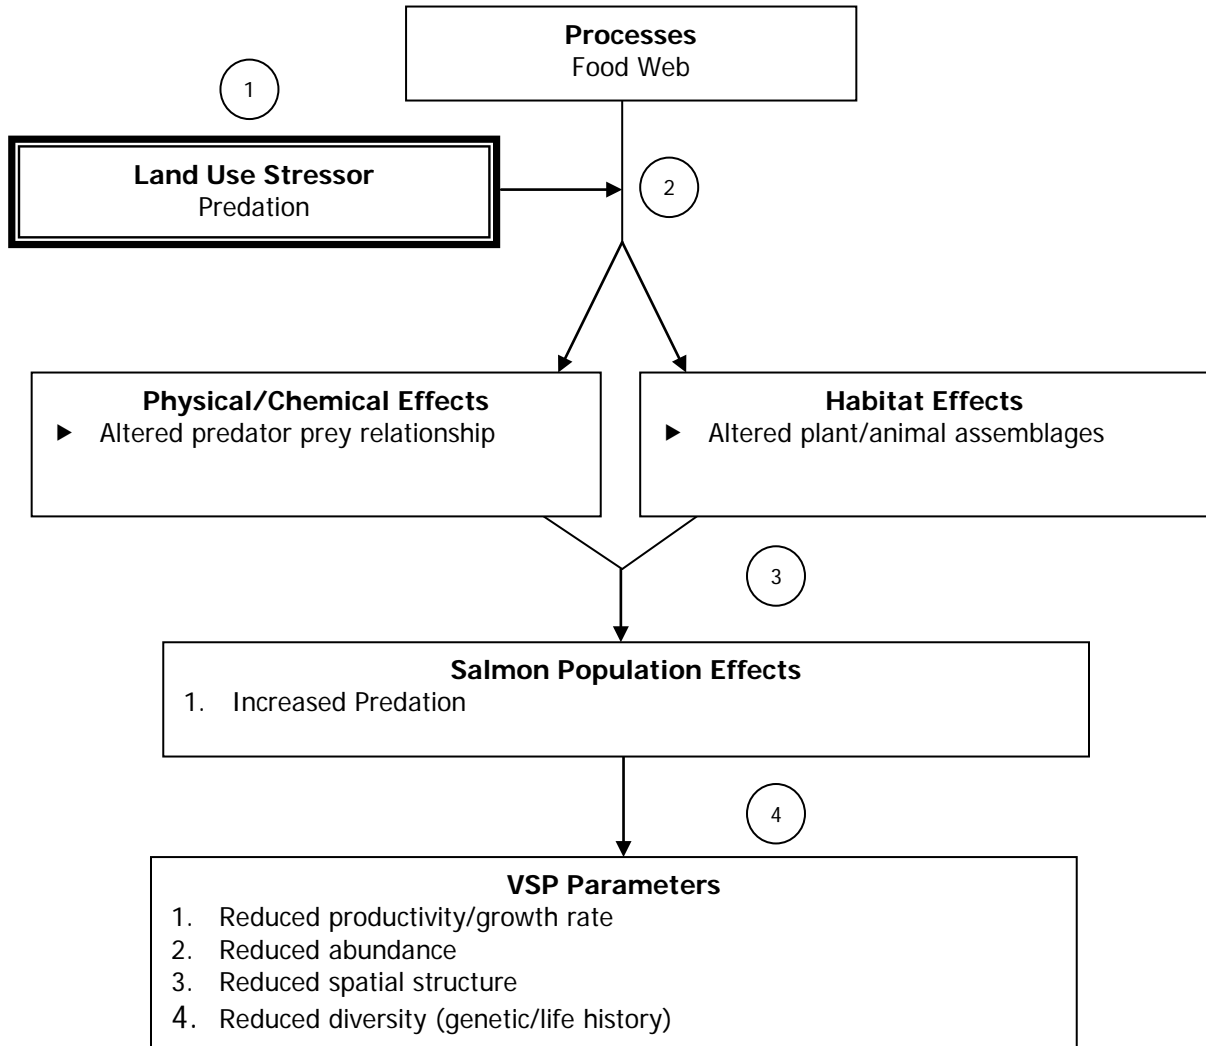 Processes
Food Web
1
Land Use Stressor
Predation
2
Physical/Chemical Effects
► Altered predator prey relationship
Habitat Effects
► Altered plant/animal assemblages
3
Salmon Population Effects
1. Increased Predation
4
VSP Parameters
1. Reduced productivity/growth rate
2. Reduced abundance
3. Reduced spatial structure
4. Reduced diversity (genetic/life history)